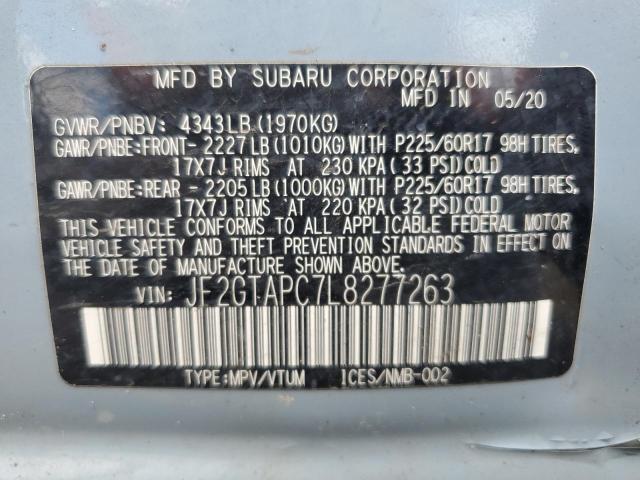 MFD BY SUBARU CORPORATION
MFD IN 05/20
GVWR/PNBV: 4343LB(1970KG)
GAWR/PNBE:FRONT-2227LB(1010KG)WITH P225/60R17 98H TIRES,
17X7J RIMS AT 230 KPA(33 PSI)COLD
GAWR/PNBE:REAR -2205LB(1000KG)WITH P225/60R17 98H TIRES,
17X7J RIMS AT 220 KPA(32 PSI)COLD
THIS VEHICLE CONFORMS TO ALL APPLICABLE FEDERAL MOTOR
VEHICLE SAFETY AND THEFT PREVENTION STANDARDS IN EFFECT ON
THE DATE OF MANUFACTURE SHOWN ABOVE.
VIN: JF2GTAPC7L8277263
TYPE:MPV/VTUM ICES/NMB-002